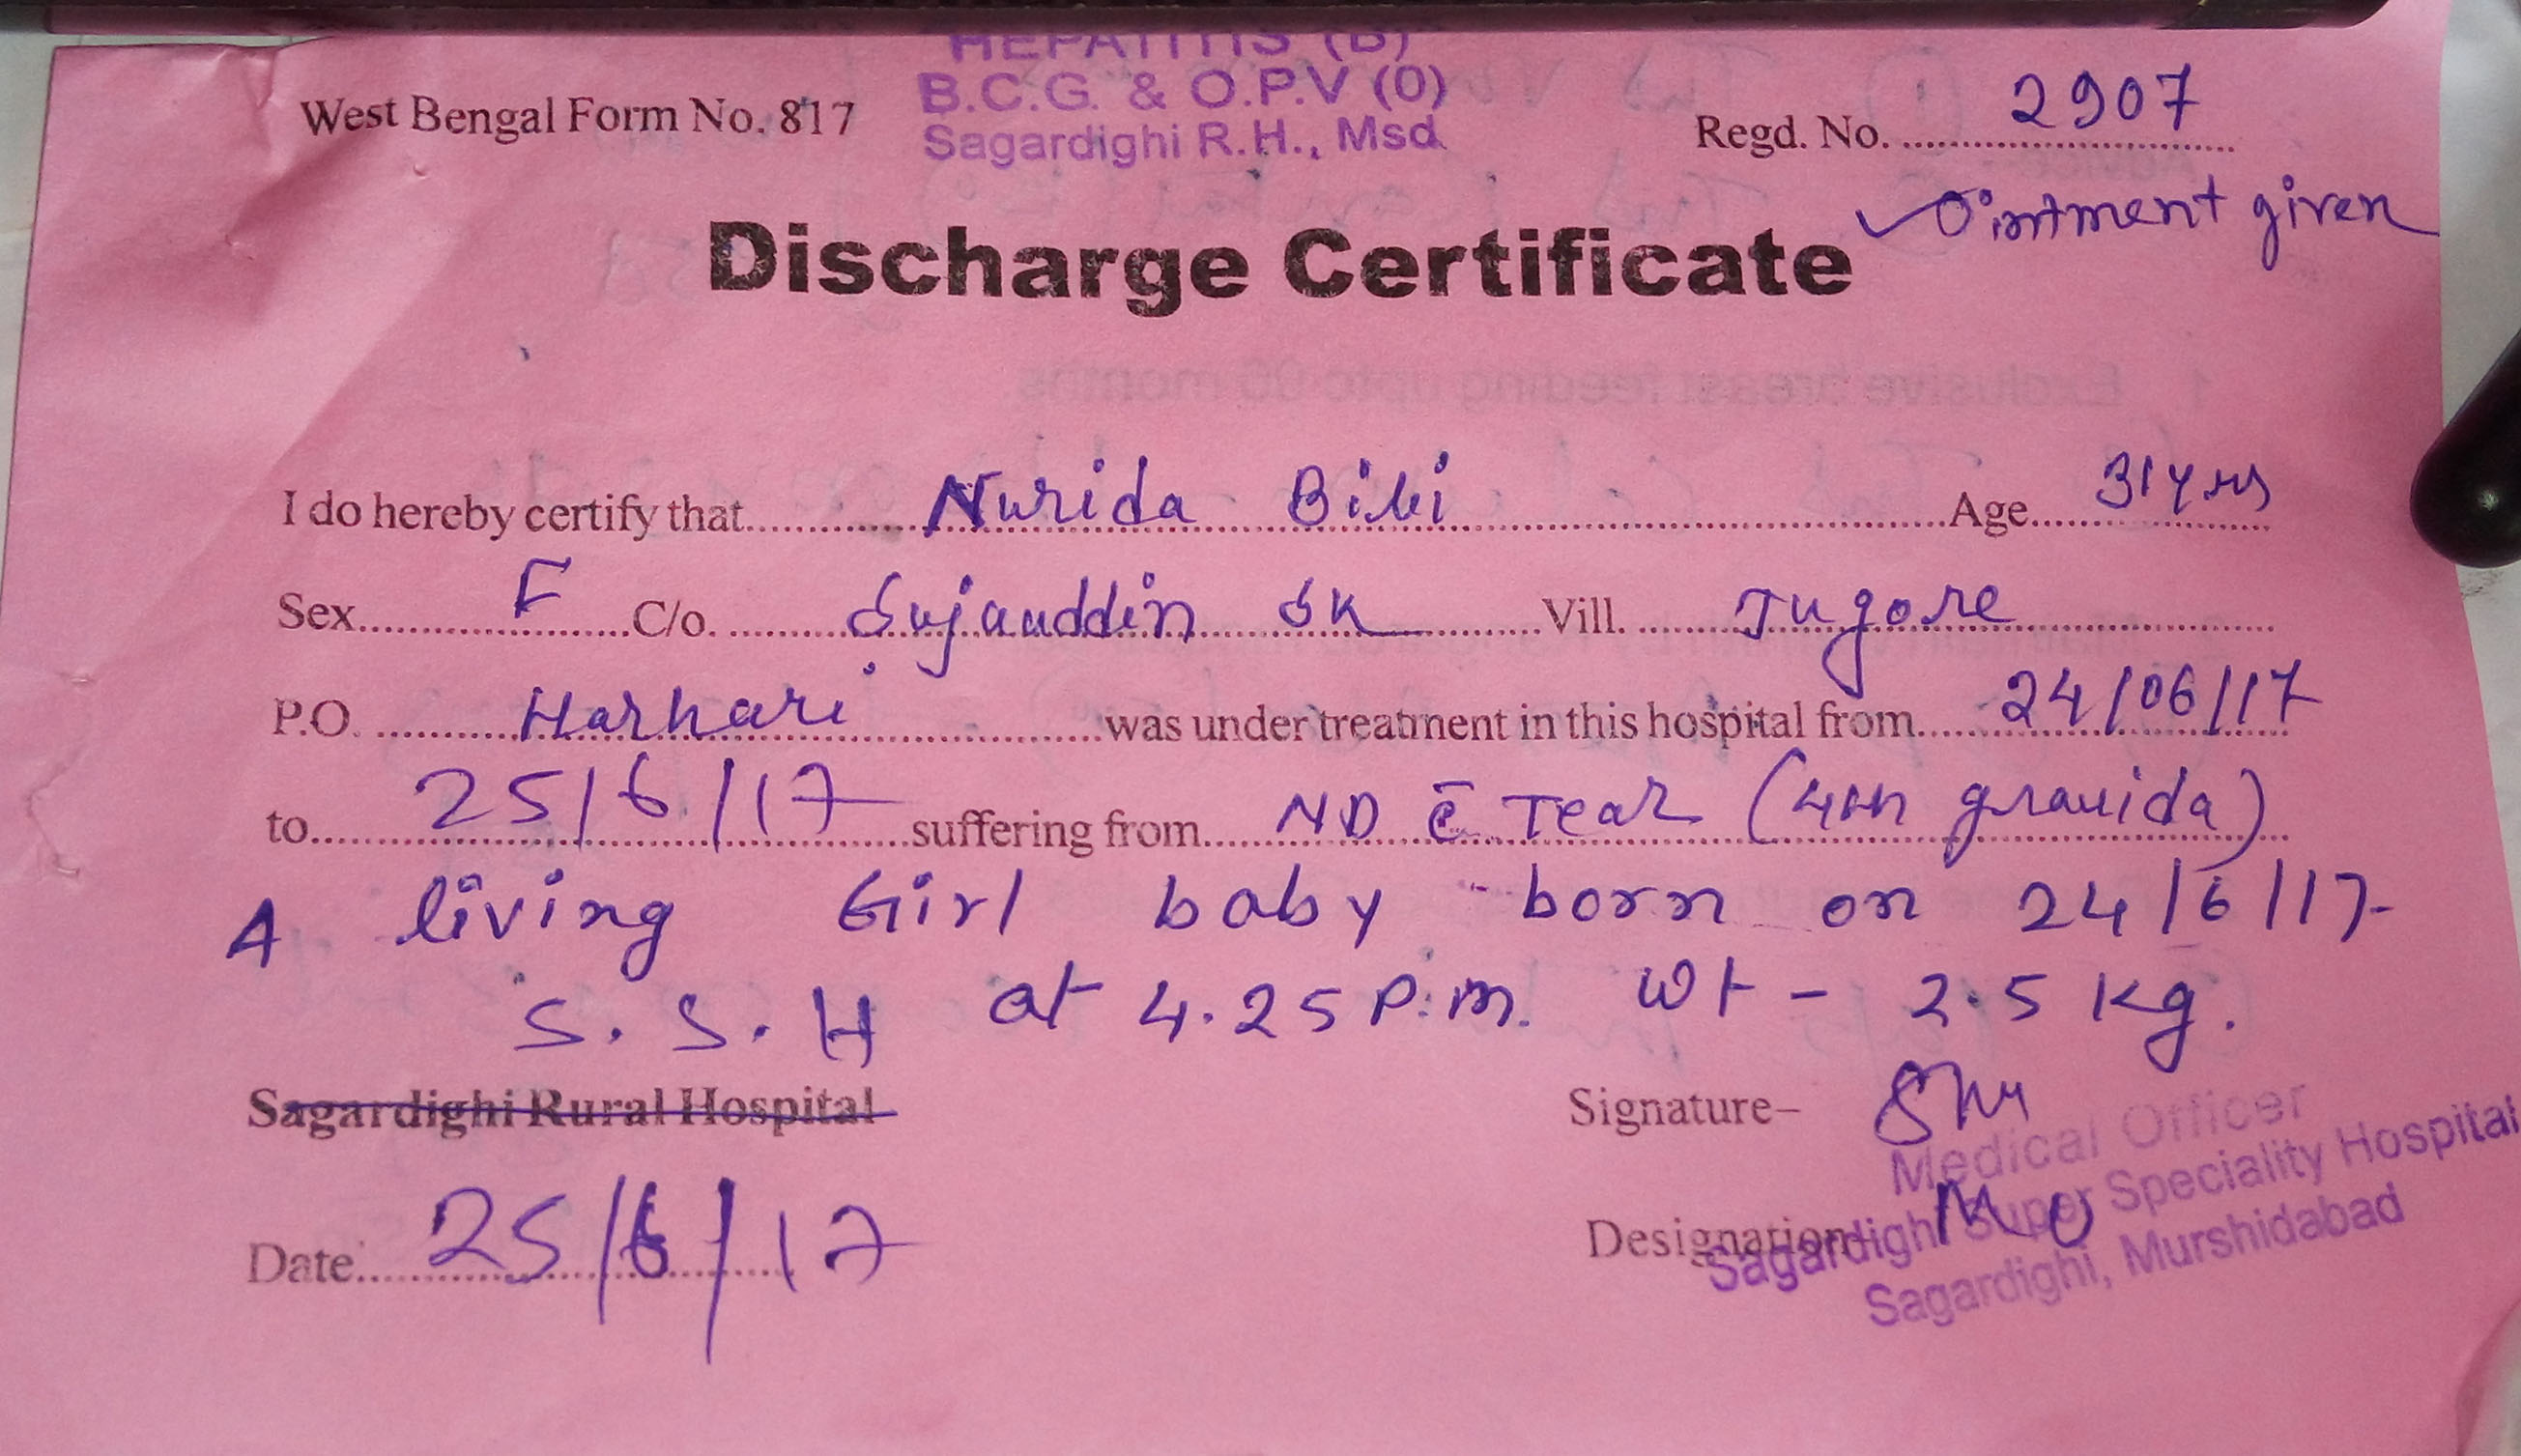 HEPATITIS (B)
B.C.G. & O.P.V (0)
Sagardighi R.H., Msd
West Bengal Form No. 817
Regd. No. 2907
Ointment given
Discharge Certificate
I do hereby certify that Nurida Bibi Age 31 yrs
Sex F C/o. Sujauddin SK Vill. Jugore
P.O. Harhari was under treatment in this hospital from 24/06/17
to 25/6/17 suffering from ND c̄ Tear (4th gravida)
A living Girl baby born on 24/6/17
S.S.H at 4.25 P.m. Wt - 2.5 kg.
Sagardighi Rural Hospital
Signature–
Medical Officer
Sagardighi Super Speciality Hospital
Sagardighi, Murshidabad
Designation– M O
Date 25/6/17